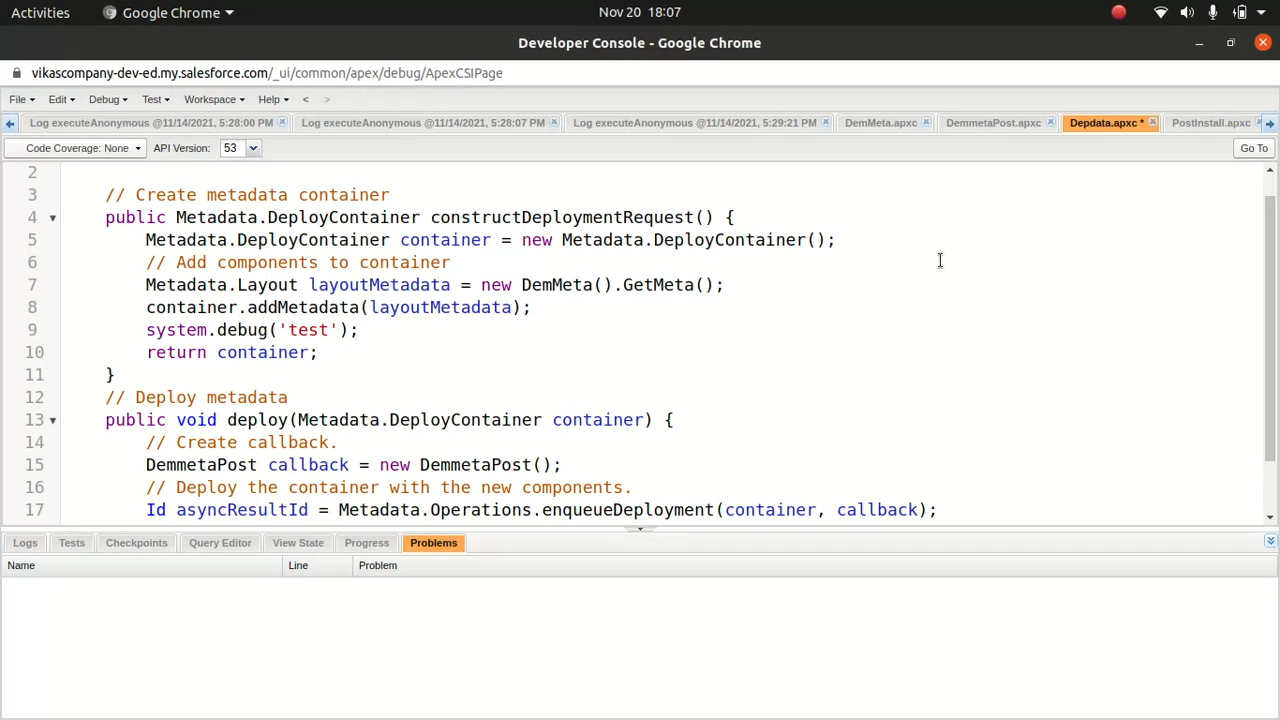 Activities Google Chrome Nov 20 18:07
Developer Console - Google Chrome
vikascompany-dev-ed.my.salesforce.com/_ui/common/apex/debug/ApexCSIPage
File Edit Debug Test Workspace Help < >
Log executeAnonymous @11/14/2021, 5:28:00 PM Log executeAnonymous @11/14/2021, 5:28:07 PM Log executeAnonymous @11/14/2021, 5:29:21 PM DemMeta.apxc DemmetaPost.apxc Depdata.apxc * PostInstall.apxc
Code Coverage: None API Version: 53 Go To
2
3 // Create metadata container
4 public Metadata.DeployContainer constructDeploymentRequest() {
5 Metadata.DeployContainer container = new Metadata.DeployContainer();
6 // Add components to container
7 Metadata.Layout layoutMetadata = new DemMeta().GetMeta();
8 container.addMetadata(layoutMetadata);
9 system.debug('test');
10 return container;
11 }
12 // Deploy metadata
13 public void deploy(Metadata.DeployContainer container) {
14 // Create callback.
15 DemmetaPost callback = new DemmetaPost();
16 // Deploy the container with the new components.
17 Id asyncResultId = Metadata.Operations.enqueueDeployment(container, callback);
Logs Tests Checkpoints Query Editor View State Progress Problems
Name Line Problem